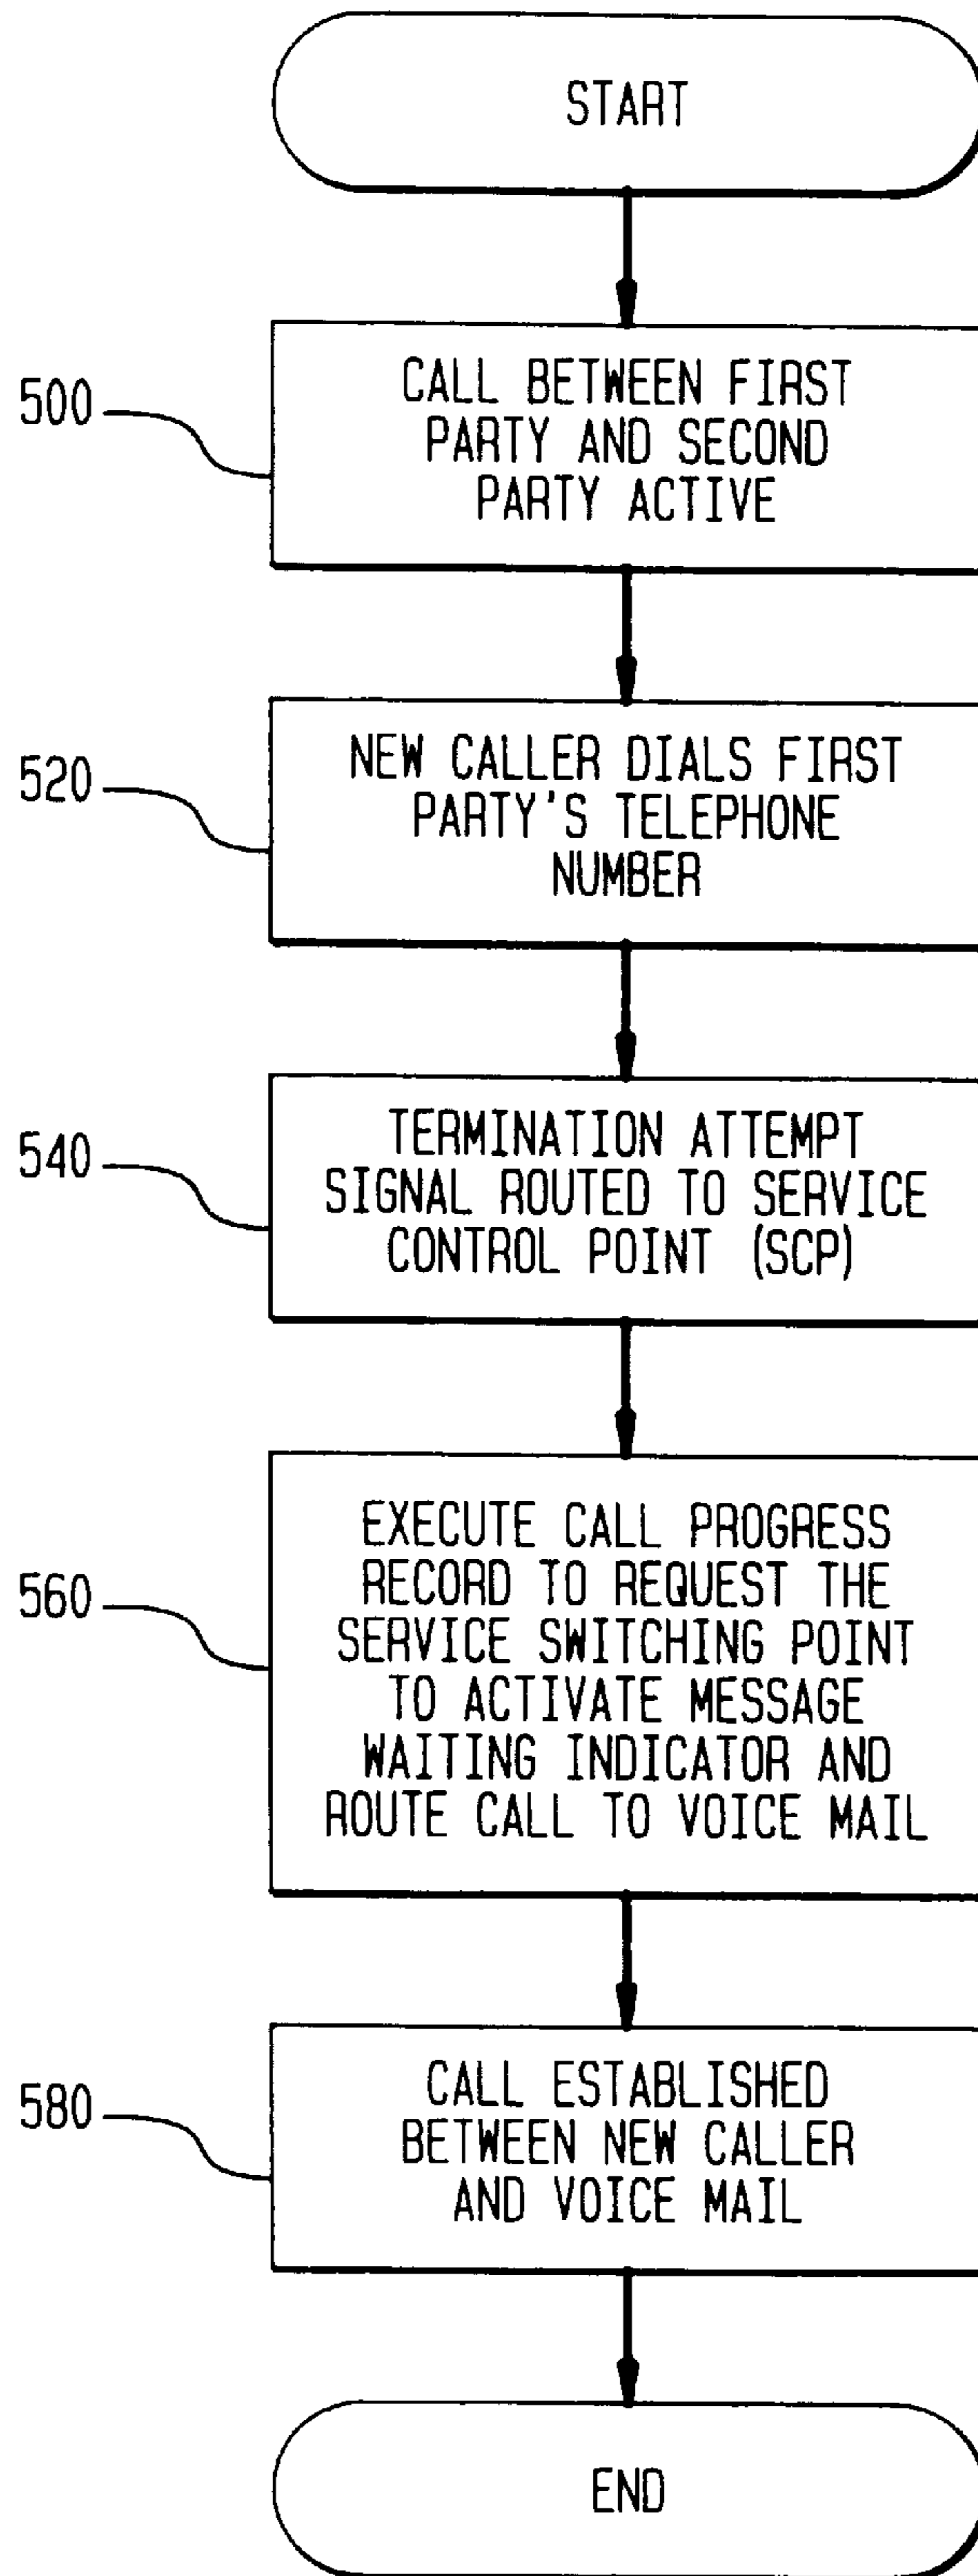 START
500
CALL BETWEEN FIRST
PARTY AND SECOND
PARTY ACTIVE
520
NEW CALLER DIALS FIRST
PARTY'S TELEPHONE
NUMBER
540
TERMINATION ATTEMPT
SIGNAL ROUTED TO SERVICE
CONTROL POINT (SCP)
560
EXECUTE CALL PROGRESS
RECORD TO REQUEST THE
SERVICE SWITCHING POINT
TO ACTIVATE MESSAGE
WAITING INDICATOR AND
ROUTE CALL TO VOICE MAIL
580
CALL ESTABLISHED
BETWEEN NEW CALLER
AND VOICE MAIL
END